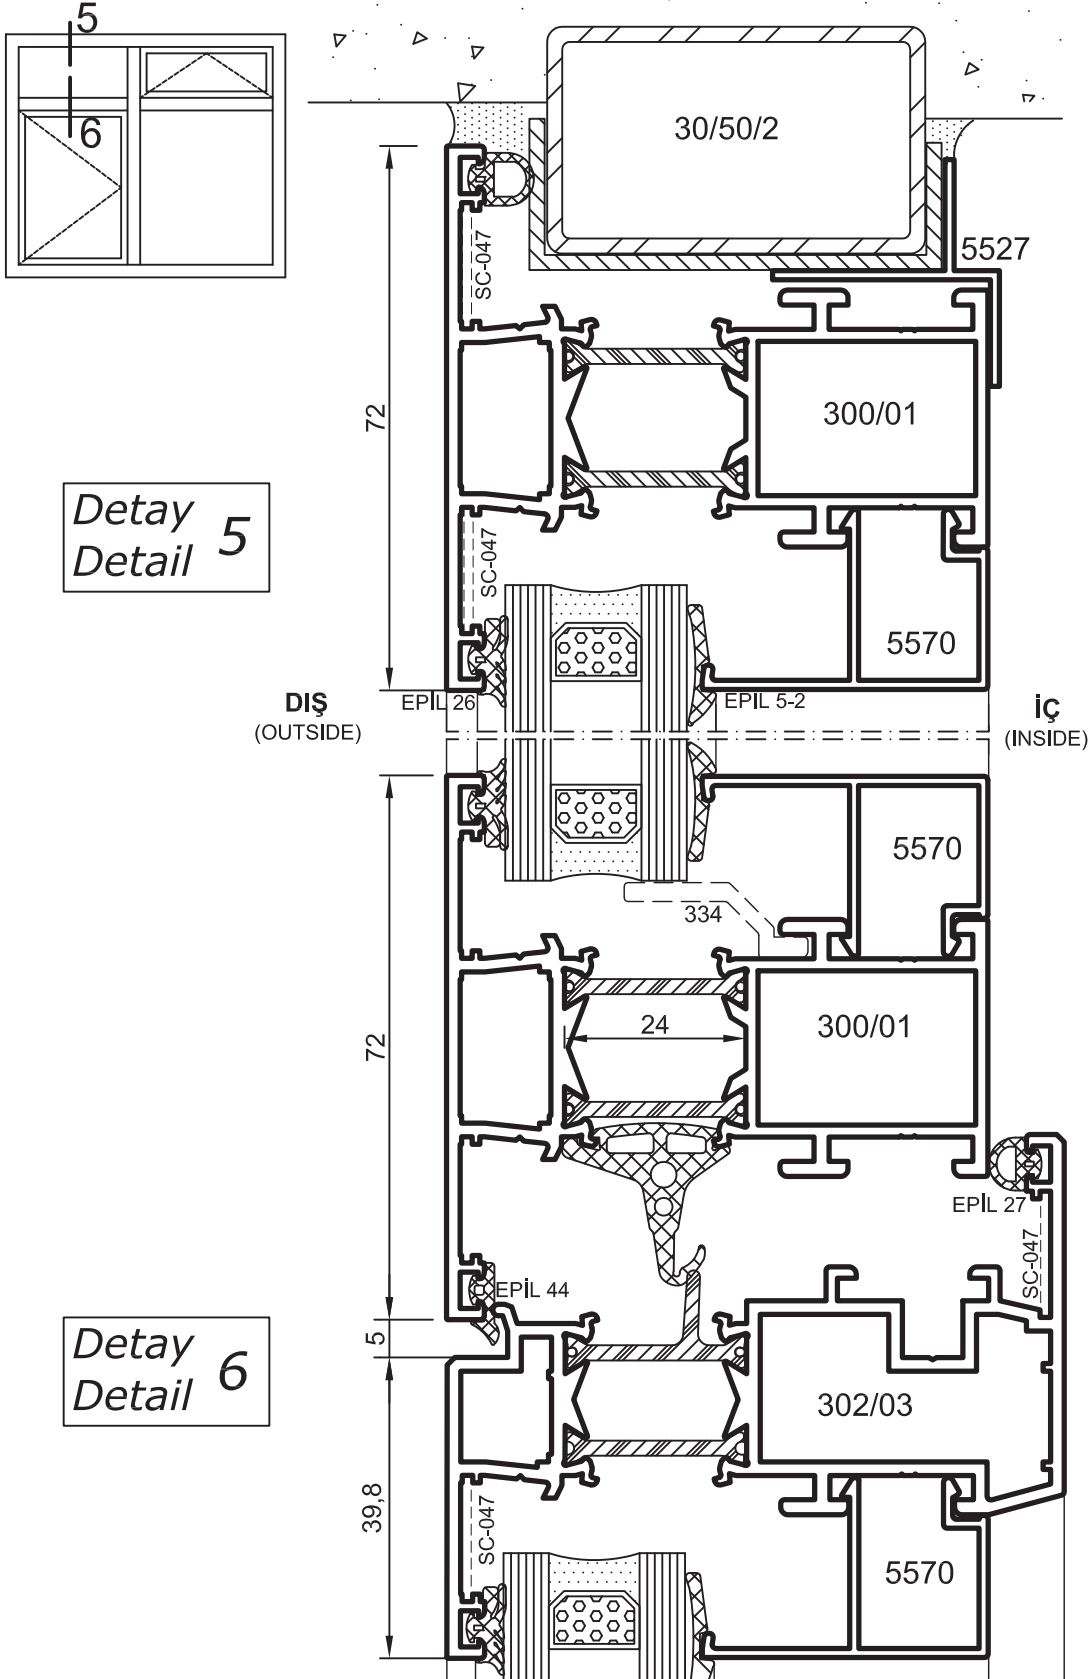 5
6
30/50/2
5527
SC-047
72
300/01
Detay
Detail 5
SC-047
5570
DIŞ
(OUTSIDE)
EPİL 26
EPİL 5-2
İÇ
(INSIDE)
5570
334
72
24
300/01
EPİL 27
SC-047
EPİL 44
5
Detay
Detail 6
302/03
39,8
SC-047
5570